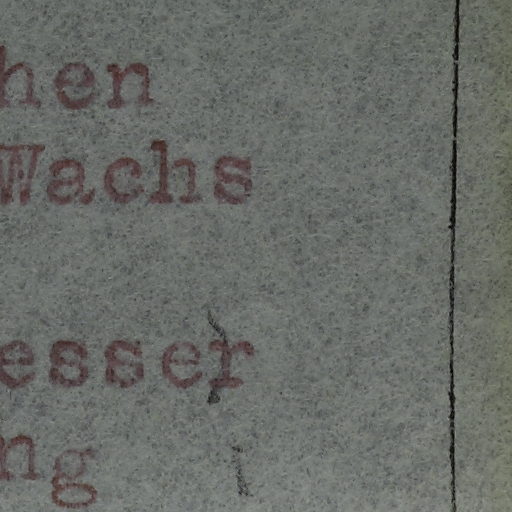 hen
Wachs
esser
ng